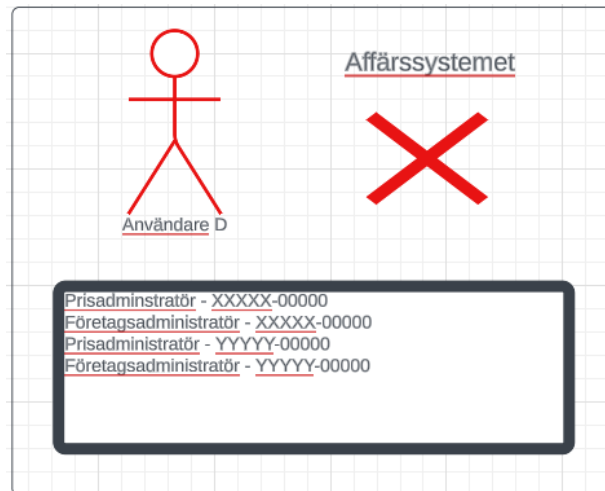 Affärssystemet
Användare D
Prisadminstratör - XXXXX-00000
Företagsadministratör - XXXXX-00000
Prisadministratör - YYYYY-00000
Företagsadministratör - YYYYY-00000